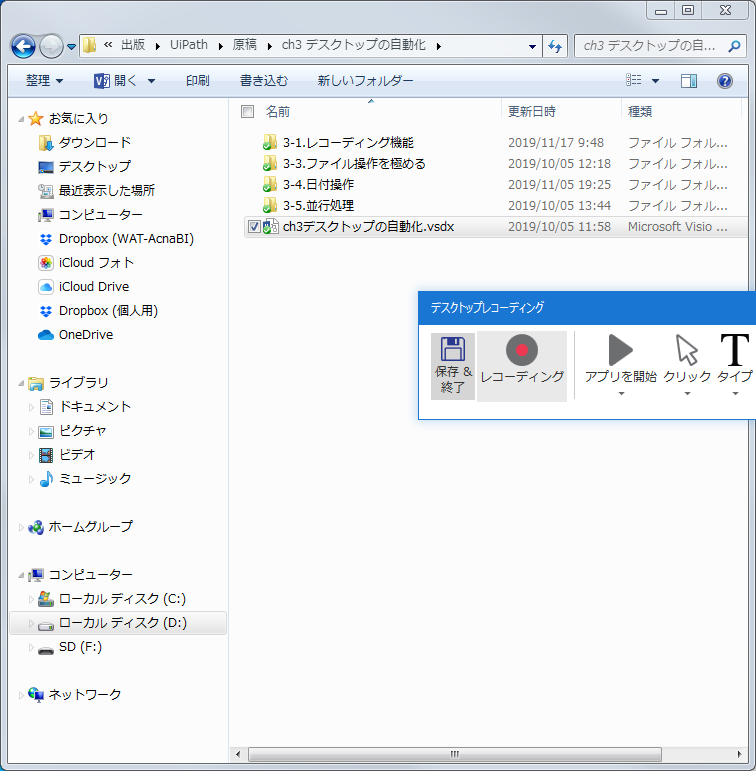 « 出版 ▸ UiPath ▸ 原稿 ▸ ch3 デスクトップの自動化 ▸
ch3 デスクトップの自...
整理 開く 印刷 書き込む 新しいフォルダー
お気に入り
ダウンロード
デスクトップ
最近表示した場所
コンピューター
Dropbox (WAT-AcnaBI)
iCloud フォト
iCloud Drive
Dropbox (個人用)
OneDrive
ライブラリ
ドキュメント
ピクチャ
ビデオ
ミュージック
ホームグループ
コンピューター
ローカル ディスク (C:)
ローカル ディスク (D:)
SD (F:)
ネットワーク
名前 更新日時 種類
3-1.レコーディング機能 2019/11/17 9:48 ファイル フォル...
3-3.ファイル操作を極める 2019/10/05 12:18 ファイル フォル...
3-4.日付操作 2019/11/05 19:25 ファイル フォル...
3-5.並行処理 2019/10/05 13:44 ファイル フォル...
ch3デスクトップの自動化.vsdx 2019/10/05 11:58 Microsoft Visio ...
デスクトップレコーディング
保存 &
終了
レコーディング
アプリを開始
クリック
T
タイプ